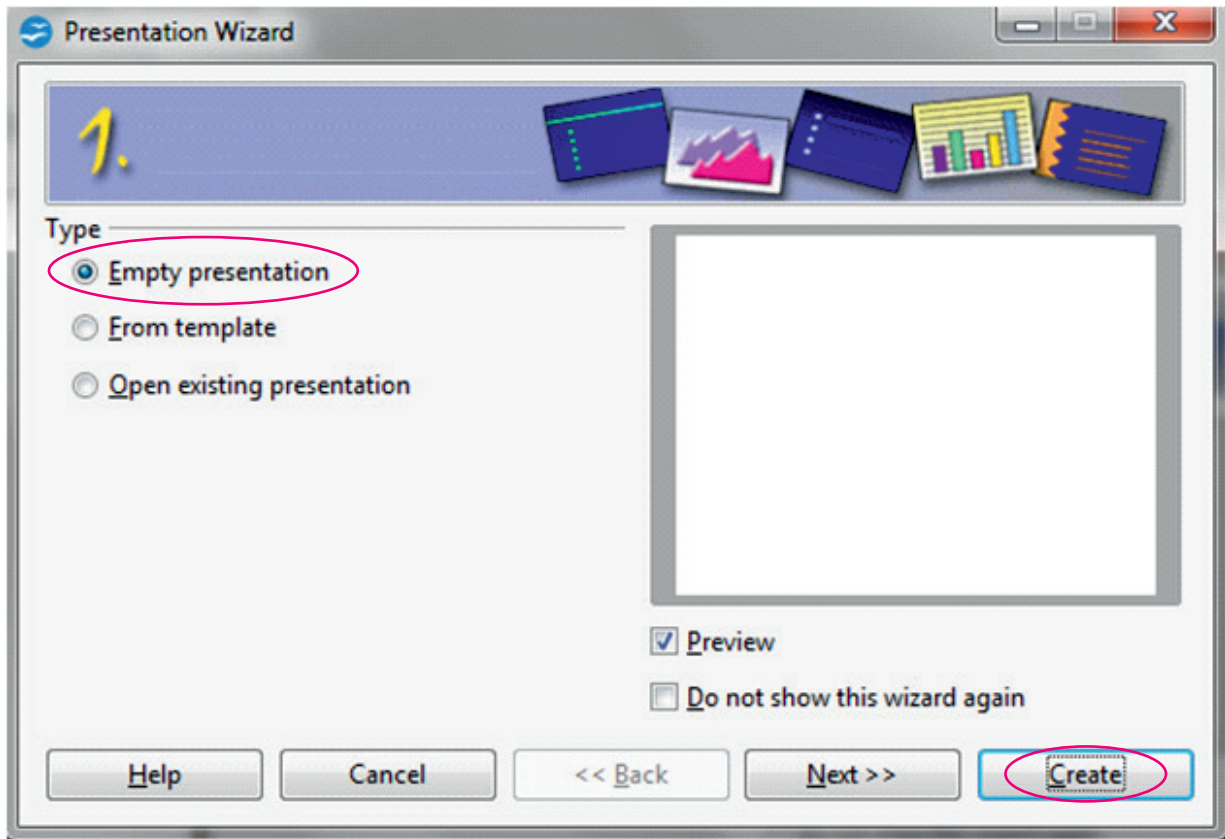 Presentation Wizard
1.
Type
Empty presentation
From template
Open existing presentation
Preview
Do not show this wizard again
Help Cancel << Back Next >> Create